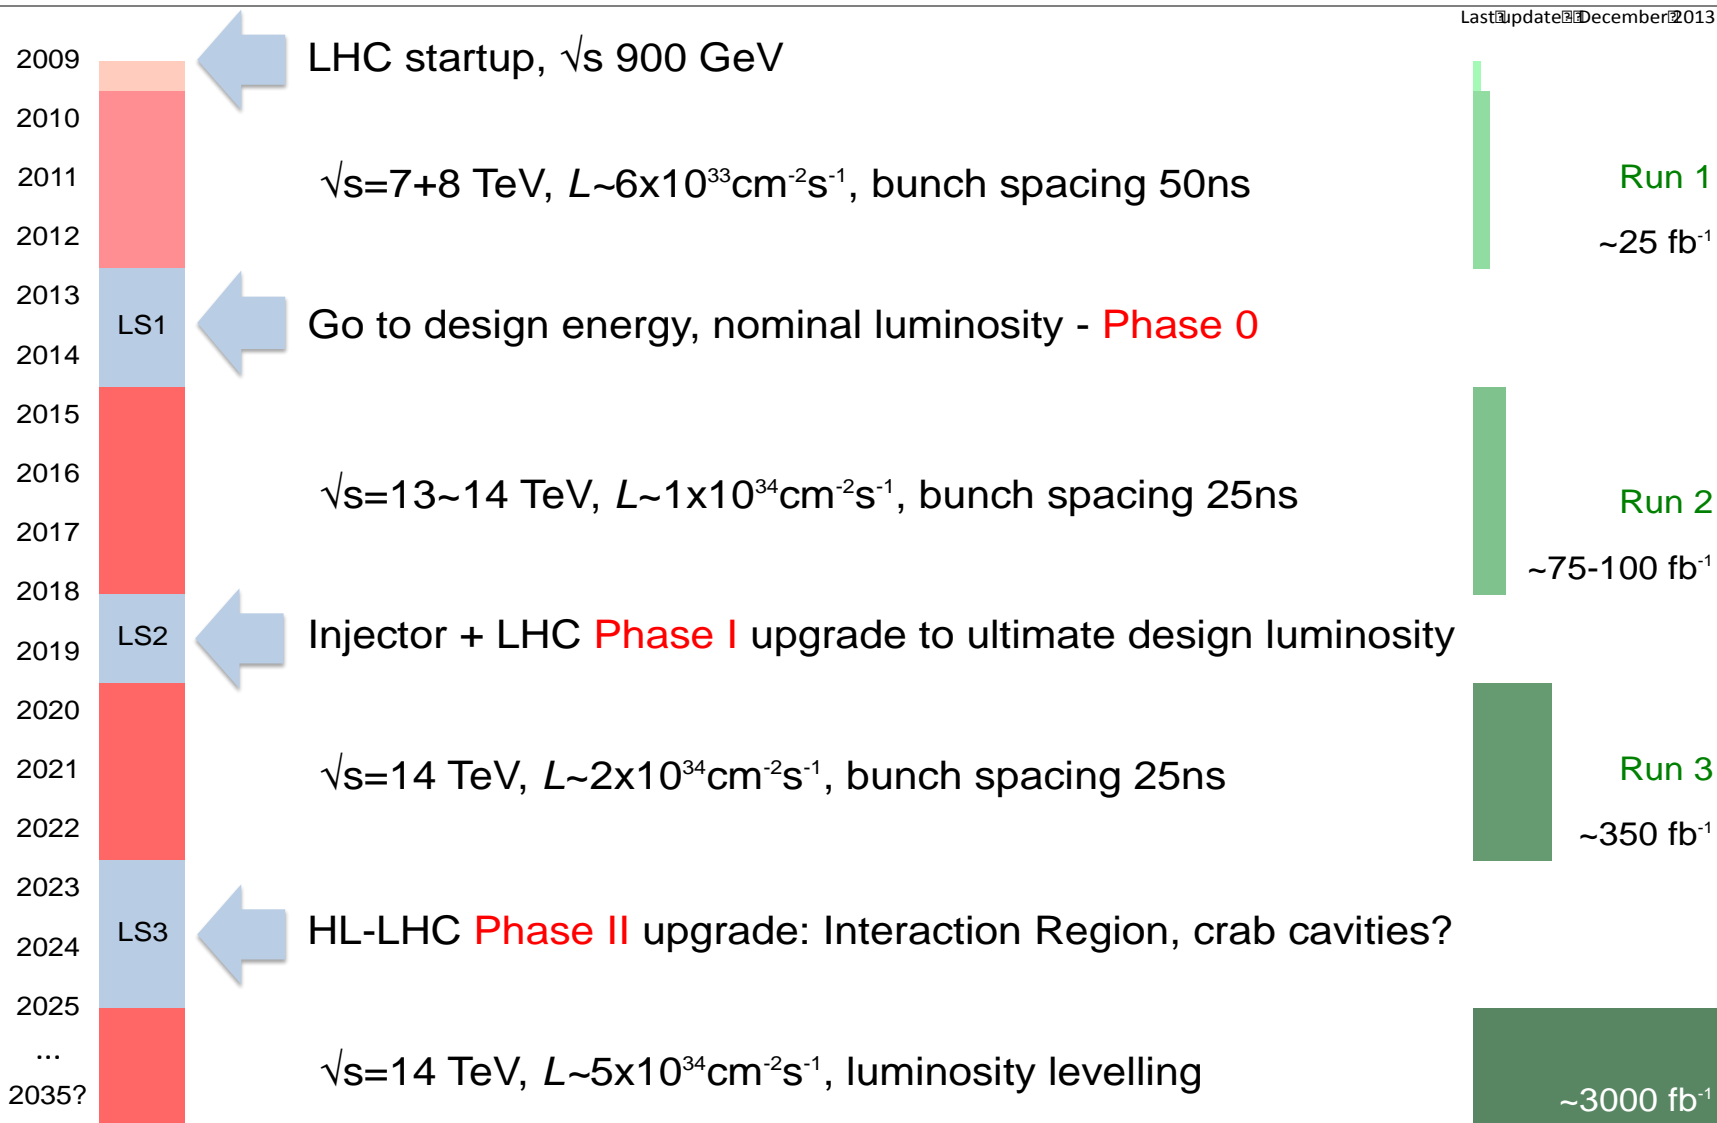 Last update - December 2013
2009
LHC startup, √s 900 GeV
2010
2011
√s=7+8 TeV, L~6x10³³cm⁻²s⁻¹, bunch spacing 50ns
Run 1
2012
~25 fb⁻¹
2013
LS1
Go to design energy, nominal luminosity - Phase 0
2014
2015
2016
√s=13~14 TeV, L~1x10³⁴cm⁻²s⁻¹, bunch spacing 25ns
Run 2
2017
~75-100 fb⁻¹
2018
LS2
Injector + LHC Phase I upgrade to ultimate design luminosity
2019
2020
2021
√s=14 TeV, L~2x10³⁴cm⁻²s⁻¹, bunch spacing 25ns
Run 3
2022
~350 fb⁻¹
2023
LS3
HL-LHC Phase II upgrade: Interaction Region, crab cavities?
2024
2025
...
√s=14 TeV, L~5x10³⁴cm⁻²s⁻¹, luminosity levelling
2035?
~3000 fb⁻¹